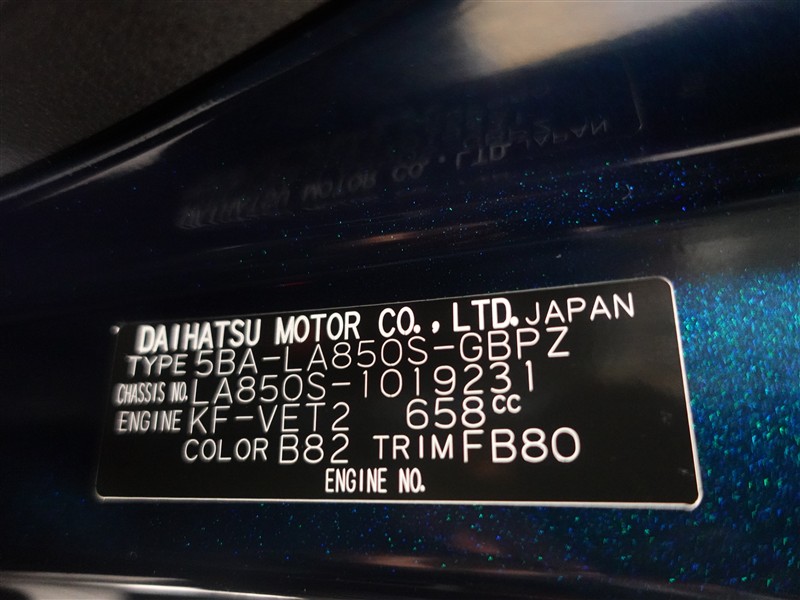 DAIHATSU MOTOR CO., LTD. JAPAN
TYPE 5BA-LA850S-GBPZ
CHASSIS NO. LA850S-1019231
ENGINE KF-VET2 658cc
COLOR B82 TRIM FB80
ENGINE NO.